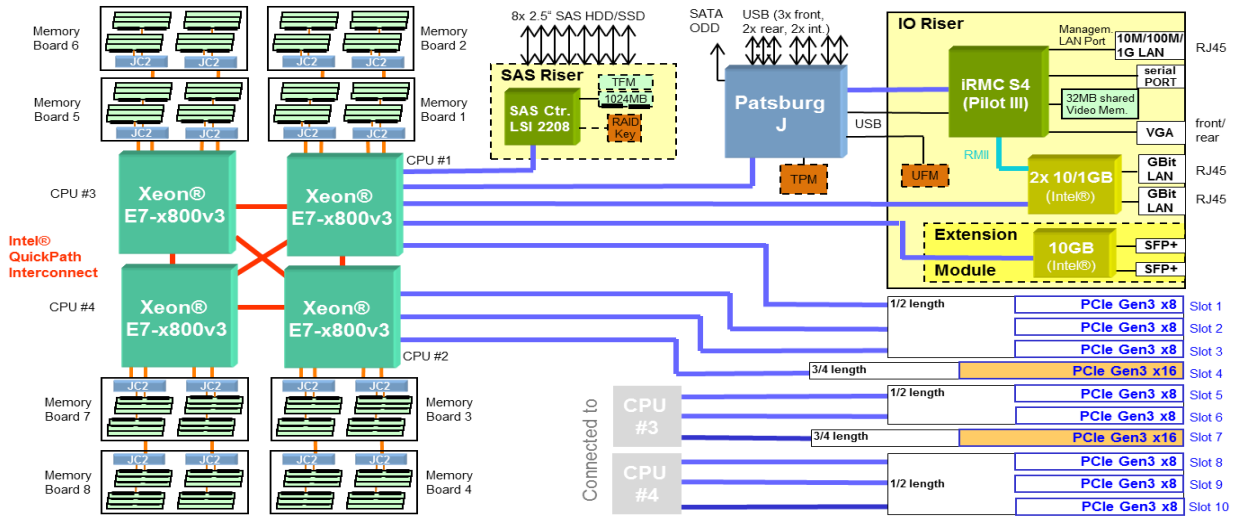 Memory
Board 6
JC2
JC2
Memory
Board 2
JC2
JC2
Memory
Board 5
JC2
JC2
Memory
Board 1
JC2
JC2
8x 2.5“ SAS HDD/SSD
SATA
ODD
USB (3x front,
2x rear, 2x int.)
SAS Riser
TFM
1024MB
SAS Ctr.
LSI 2208
RAID
Key
Patsburg
J
USB
TPM
UFM
IO Riser
Managem.
LAN Port
10M/100M/
1G LAN
RJ45
iRMC S4
(Pilot III)
serial
PORT
32MB shared
Video Mem.
VGA
front/
rear
RMII
2x 10/1GB
(Intel®)
GBit
LAN
RJ45
GBit
LAN
RJ45
Extension
Module
10GB
(Intel®)
SFP+
SFP+
CPU #1
CPU #3
Xeon®
E7-x800v3
Xeon®
E7-x800v3
Intel®
QuickPath
Interconnect
CPU #4
Xeon®
E7-x800v3
Xeon®
E7-x800v3
CPU #2
JC2
JC2
Memory
Board 7
JC2
JC2
Memory
Board 3
JC2
JC2
Memory
Board 8
JC2
JC2
Memory
Board 4
1/2 length
PCIe Gen3 x8
Slot 1
PCIe Gen3 x8
Slot 2
PCIe Gen3 x8
Slot 3
3/4 length
PCIe Gen3 x16
Slot 4
Connected to
CPU
#3
1/2 length
PCIe Gen3 x8
Slot 5
PCIe Gen3 x8
Slot 6
3/4 length
PCIe Gen3 x16
Slot 7
CPU
#4
1/2 length
PCIe Gen3 x8
Slot 8
PCIe Gen3 x8
Slot 9
PCIe Gen3 x8
Slot 10